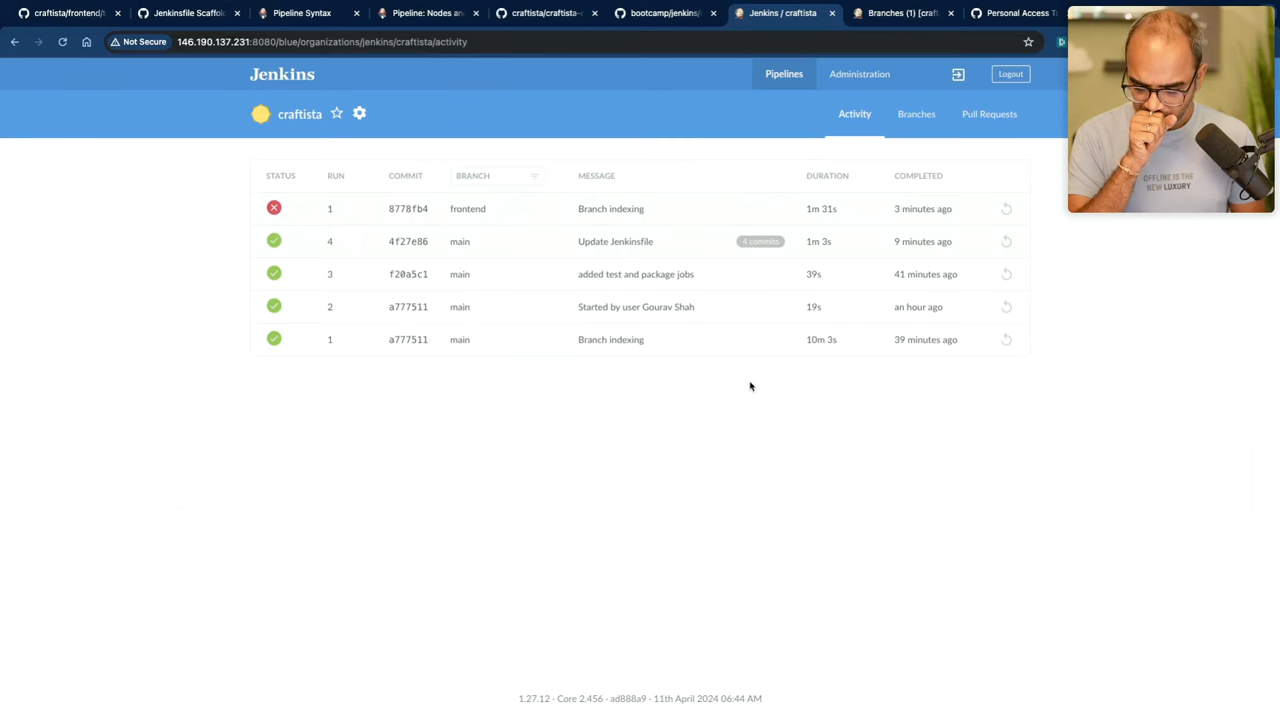 craftista/frontend/ Jenkinsfile Scaffol Pipeline Syntax Pipeline: Nodes an craftista/craftista- bootcamp/jenkins/ Jenkins / craftista Branches (1) [craft Personal Access T
Not Secure 146.190.137.231:8080/blue/organizations/jenkins/craftista/activity
Jenkins Pipelines Administration Logout
craftista Activity Branches Pull Requests
STATUS RUN COMMIT BRANCH MESSAGE DURATION COMPLETED
1 8778fb4 frontend Branch indexing 1m 31s 3 minutes ago
4 4f27e86 main Update Jenkinsfile 4 commits 1m 3s 9 minutes ago
3 f20a5c1 main added test and package jobs 39s 41 minutes ago
2 a777511 main Started by user Gourav Shah 19s an hour ago
1 a777511 main Branch indexing 10m 3s 39 minutes ago
OFFLINE IS THE
NEW LUXURY
1.27.12 · Core 2.456 · ad888a9 · 11th April 2024 06:44 AM